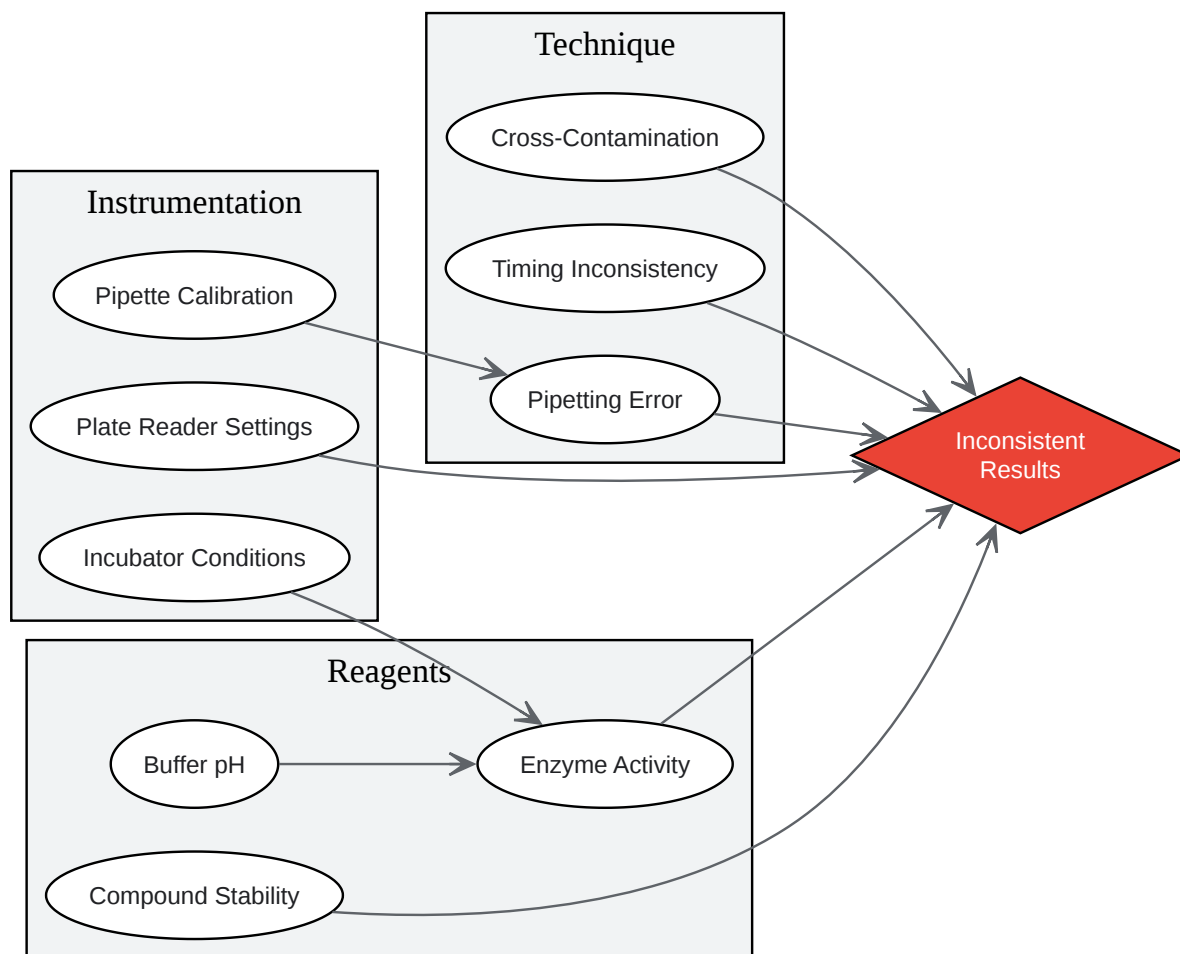 Technique
Cross-Contamination
Timing Inconsistency
Pipetting Error
Instrumentation
Pipette Calibration
Plate Reader Settings
Incubator Conditions
Inconsistent
Results
Reagents
Buffer pH
Enzyme Activity
Compound Stability